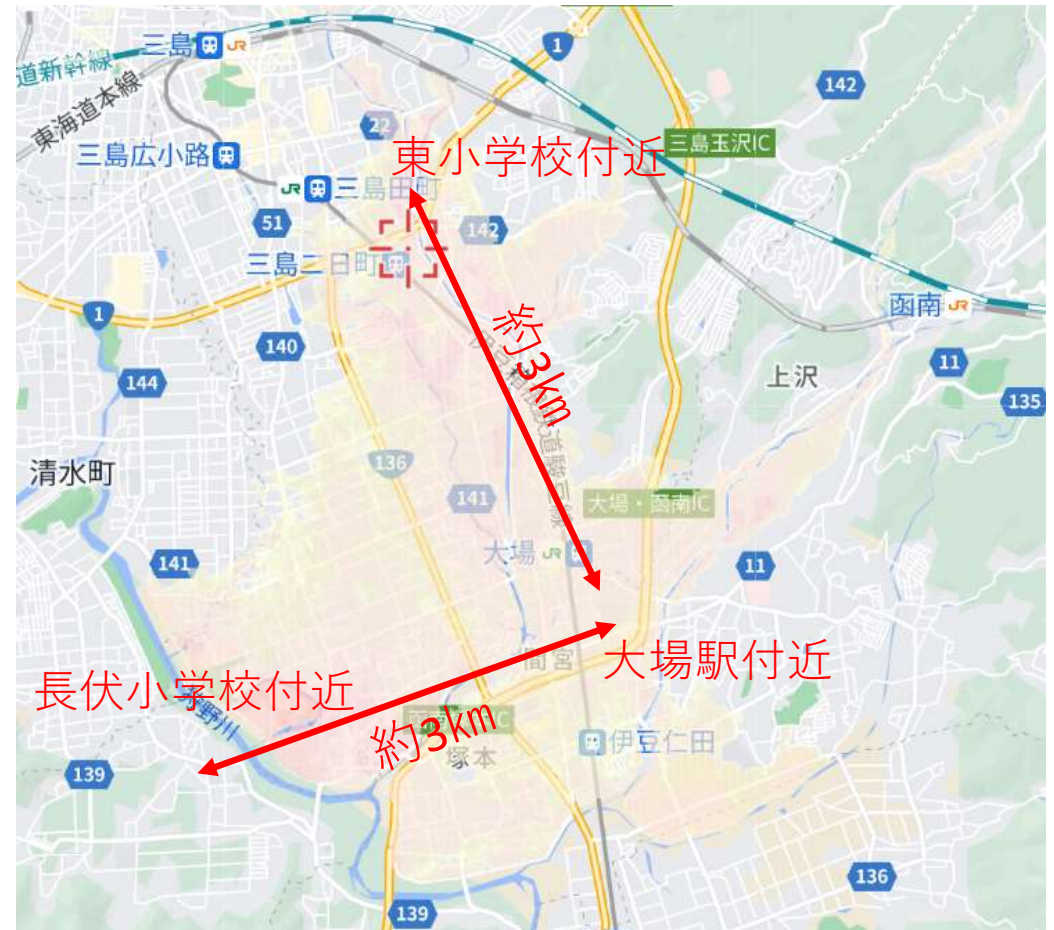 三島
JR
1
142
道新幹線
東海道本線
22
三島玉沢IC
東小学校付近
三島広小路
JR
三島田町
51
142
三島二日町
函南
JR
1
約3km
140
11
上沢
144
135
136
清水町
141
大場・函南IC
大場
JR
141
11
間宮
大場駅付近
長伏小学校付近
約3km
伊豆仁田
塚本
139
136
139